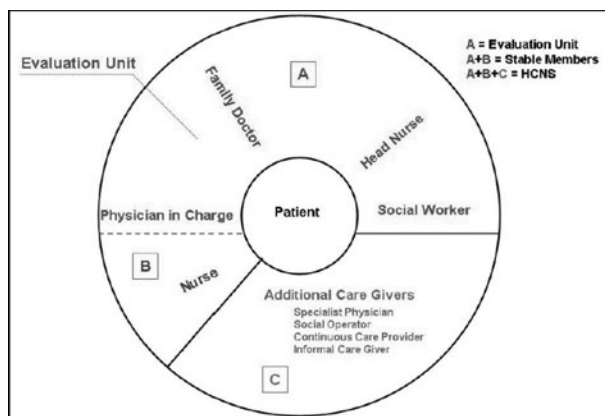 A = Evaluation Unit
A+B = Stable Members
A+B+C = HCNS
Evaluation Unit
A
Family Doctor
Head Nurse
Physician in Charge
Patient
Social Worker
B
Nurse
Additional Care Givers
Specialist Physician
Social Operator
Continuous Care Provider
Informal Care Giver
C